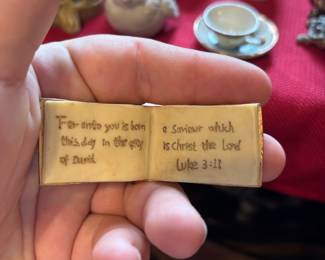 For unto you is born
this day in the city
of David
a Saviour which
is Christ the Lord
Luke 3:11